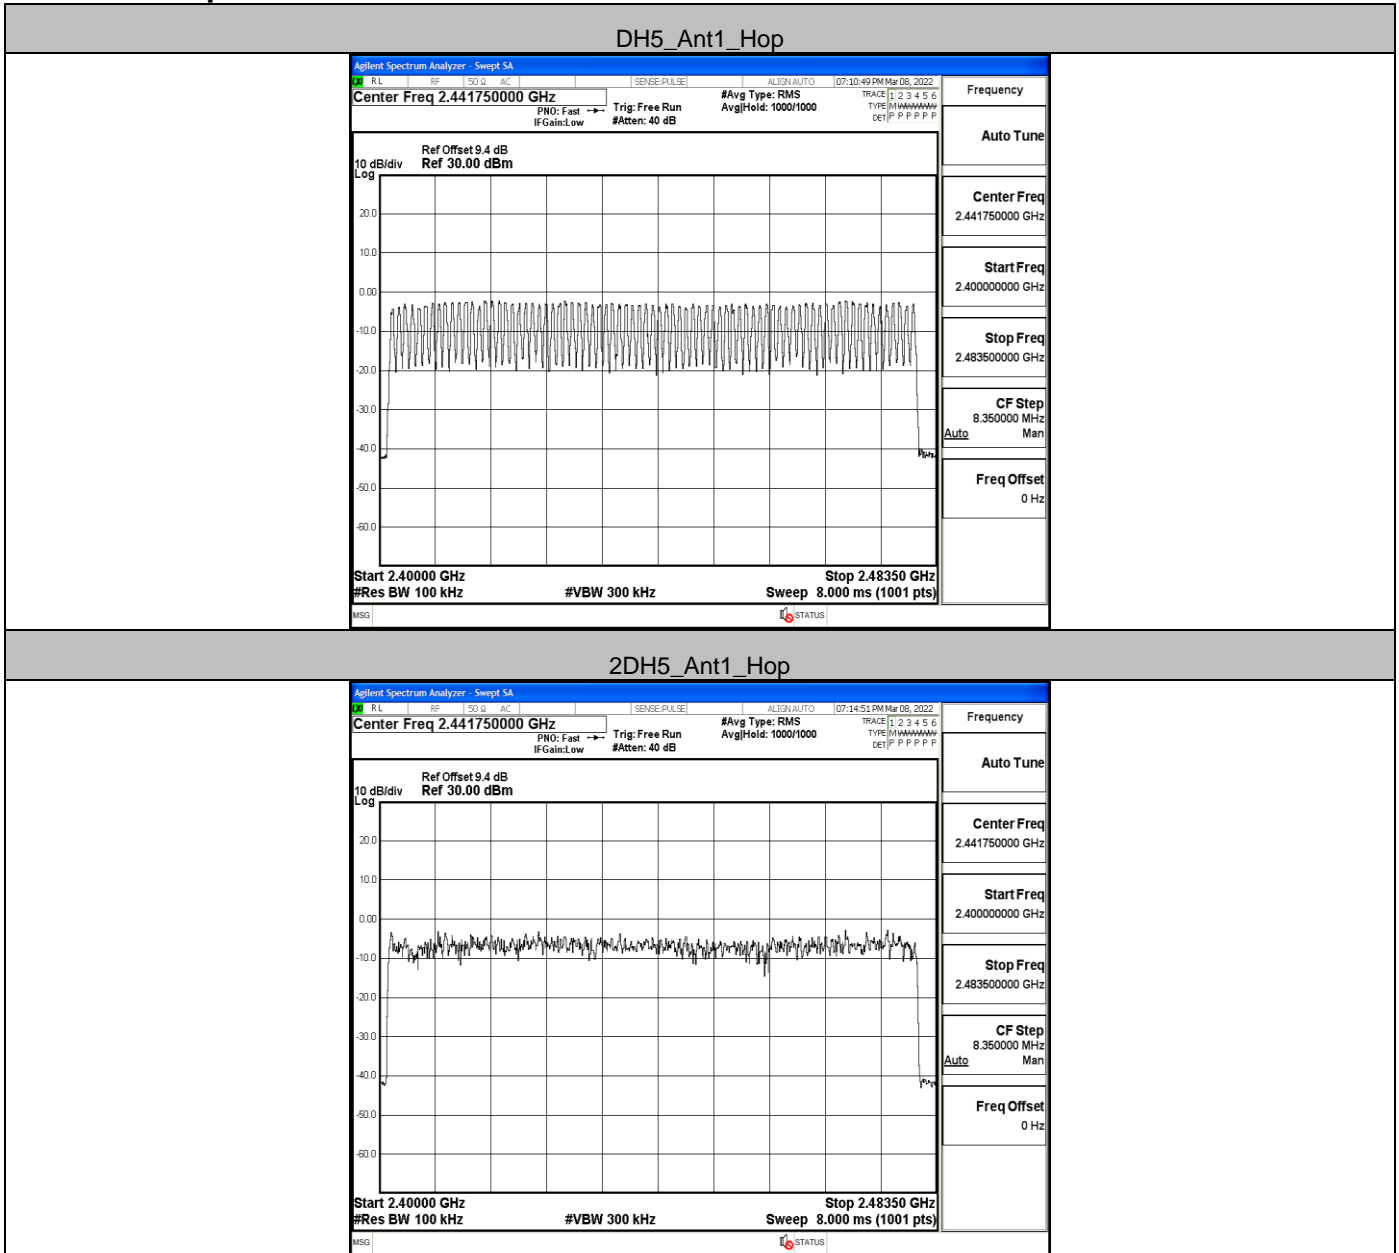 DH5_Ant1_Hop
Agilent Spectrum Analyzer - Swept SA
RL RF 50 Ω AC SENSE:PULSE ALIGN AUTO 07:10:49 PM Mar 08, 2022
Center Freq 2.441750000 GHz
PNO: Fast
IFGain:Low
Trig: Free Run
#Atten: 40 dB
#Avg Type: RMS
Avg|Hold: 1000/1000
TRACE 1 2 3 4 5 6
TYPE
DET P P P P P P
Ref Offset 9.4 dB
10 dB/div Ref 30.00 dBm
Log
20.0
10.0
0.00
-10.0
-20.0
-30.0
-40.0
-50.0
-60.0
Start 2.40000 GHz Stop 2.48350 GHz
#Res BW 100 kHz #VBW 300 kHz Sweep 8.000 ms (1001 pts)
MSG STATUS
Frequency
Auto Tune
Center Freq
2.441750000 GHz
Start Freq
2.400000000 GHz
Stop Freq
2.483500000 GHz
CF Step
8.350000 MHz
Auto Man
Freq Offset
0 Hz
2DH5_Ant1_Hop
Agilent Spectrum Analyzer - Swept SA
RL RF 50 Ω AC SENSE:PULSE ALIGN AUTO 07:14:51 PM Mar 08, 2022
Center Freq 2.441750000 GHz
PNO: Fast
IFGain:Low
Trig: Free Run
#Atten: 40 dB
#Avg Type: RMS
Avg|Hold: 1000/1000
TRACE 1 2 3 4 5 6
TYPE
DET P P P P P P
Ref Offset 9.4 dB
10 dB/div Ref 30.00 dBm
Log
20.0
10.0
0.00
-10.0
-20.0
-30.0
-40.0
-50.0
-60.0
Start 2.40000 GHz Stop 2.48350 GHz
#Res BW 100 kHz #VBW 300 kHz Sweep 8.000 ms (1001 pts)
MSG STATUS
Frequency
Auto Tune
Center Freq
2.441750000 GHz
Start Freq
2.400000000 GHz
Stop Freq
2.483500000 GHz
CF Step
8.350000 MHz
Auto Man
Freq Offset
0 Hz